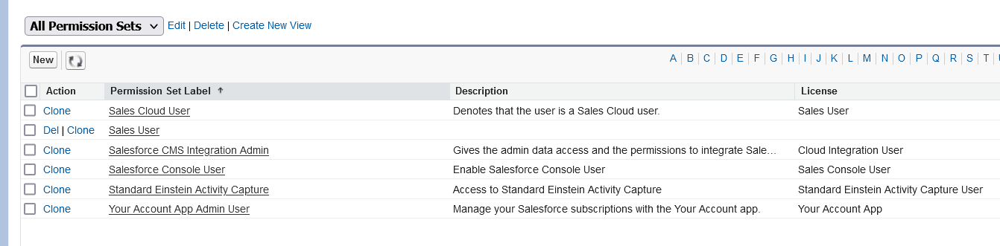 All Permission Sets Edit | Delete | Create New View
New A | B | C | D | E | F | G | H | I | J | K | L | M | N | O | P | Q | R | S | T |
Action Permission Set Label ↑ Description License
Clone Sales Cloud User Denotes that the user is a Sales Cloud user. Sales User
Del | Clone Sales User
Clone Salesforce CMS Integration Admin Gives the admin data access and the permissions to integrate Sale... Cloud Integration User
Clone Salesforce Console User Enable Salesforce Console User Sales Console User
Clone Standard Einstein Activity Capture Access to Standard Einstein Activity Capture Standard Einstein Activity Capture User
Clone Your Account App Admin User Manage your Salesforce subscriptions with the Your Account app. Your Account App